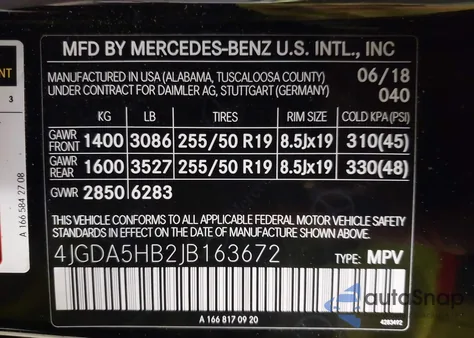 MFD BY MERCEDES-BENZ U.S. INTL., INC
MANUFACTURED IN USA (ALABAMA, TUSCALOOSA COUNTY) 06/18
UNDER CONTRACT FOR DAIMLER AG, STUTTGART (GERMANY) 040
KG LB TIRES RIM SIZE COLD KPA(PSI)
GAWR FRONT 1400 3086 255/50 R19 8.5Jx19 310(45)
GAWR REAR 1600 3527 255/50 R19 8.5Jx19 330(48)
GVWR 2850 6283
THIS VEHICLE CONFORMS TO ALL APPLICABLE FEDERAL MOTOR VEHICLE SAFETY
STANDARDS IN EFFECT ON THE DATE OF MANUFACTURE SHOWN ABOVE.
4JGDA5HB2JB163672 TYPE: MPV
A 166 817 09 20
4283492
NT
3
A 166 584 27 08
autoSnap